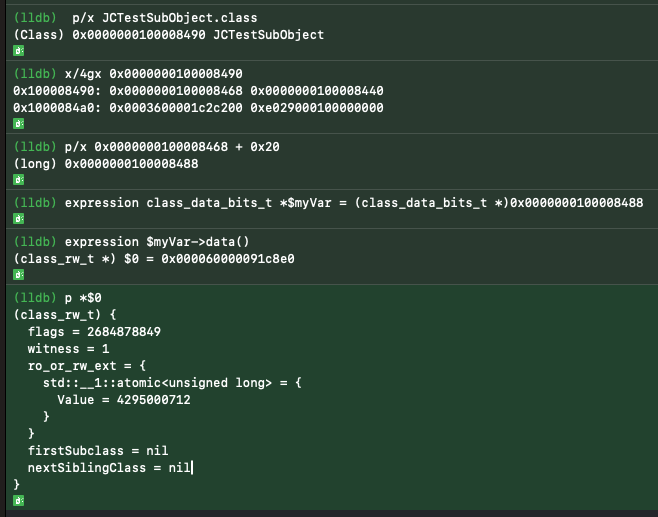 (lldb)  p/x JCTestSubObject.class
(Class) 0x0000000100008490 JCTestSubObject
(lldb) x/4gx 0x0000000100008490
0x100008490: 0x0000000100008468 0x0000000100008440
0x1000084a0: 0x0003600001c2c200 0xe029000100000000
(lldb) p/x 0x0000000100008468 + 0x20
(long) 0x0000000100008488
(lldb) expression class_data_bits_t *$myVar = (class_data_bits_t *)0x0000000100008488
(lldb) expression $myVar->data()
(class_rw_t *) $0 = 0x000060000091c8e0
(lldb) p *$0
(class_rw_t) {
  flags = 2684878849
  witness = 1
  ro_or_rw_ext = {
    std::__1::atomic<unsigned long> = {
      Value = 4295000712
    }
  }
  firstSubclass = nil
  nextSiblingClass = nil
}